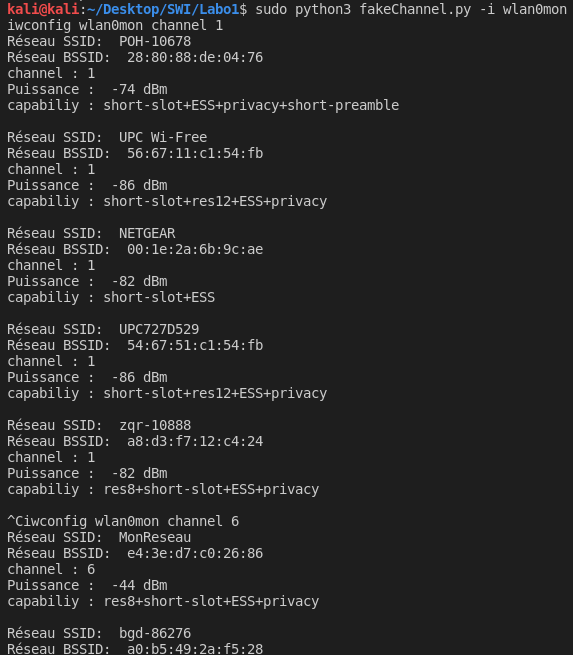 kali@kali:~/Desktop/SWI/Labo1$ sudo python3 fakeChannel.py -i wlan0mon
iwconfig wlan0mon channel 1
Réseau SSID:  POH-10678
Réseau BSSID:  28:80:88:de:04:76
channel : 1
Puissance :  -74 dBm
capabiliy : short-slot+ESS+privacy+short-preamble

Réseau SSID:  UPC Wi-Free
Réseau BSSID:  56:67:11:c1:54:fb
channel : 1
Puissance :  -86 dBm
capabiliy : short-slot+res12+ESS+privacy

Réseau SSID:  NETGEAR
Réseau BSSID:  00:1e:2a:6b:9c:ae
channel : 1
Puissance :  -82 dBm
capabiliy : short-slot+ESS

Réseau SSID:  UPC727D529
Réseau BSSID:  54:67:51:c1:54:fb
channel : 1
Puissance :  -86 dBm
capabiliy : short-slot+res12+ESS+privacy

Réseau SSID:  zqr-10888
Réseau BSSID:  a8:d3:f7:12:c4:24
channel : 1
Puissance :  -82 dBm
capabiliy : res8+short-slot+ESS+privacy

^Ciwconfig wlan0mon channel 6
Réseau SSID:  MonReseau
Réseau BSSID:  e4:3e:d7:c0:26:86
channel : 6
Puissance :  -44 dBm
capabiliy : res8+short-slot+ESS+privacy

Réseau SSID:  bgd-86276
Réseau BSSID:  a0:b5:49:2a:f5:28